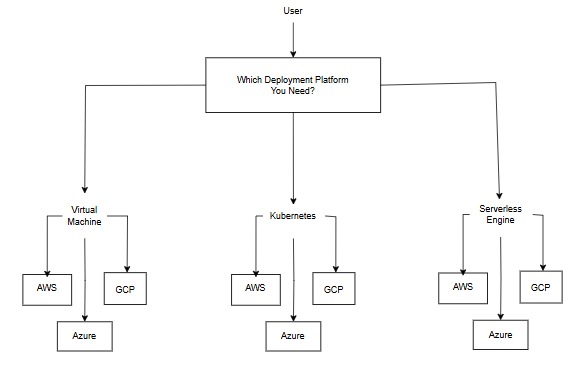 User
Which Deployment Platform
You Need?
Virtual
Machine
Kubernetes
Serverless
Engine
AWS
GCP
AWS
GCP
AWS
GCP
Azure
Azure
Azure